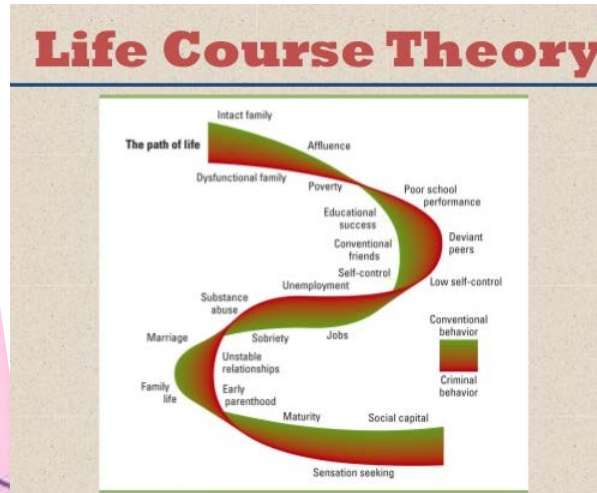 Life Course Theory
Intact family
The path of life
Affluence
Dysfunctional family
Poverty
Poor school
performance
Educational
success
Deviant
peers
Conventional
friends
Self-control
Low self-control
Unemployment
Substance
abuse
Conventional
behavior
Marriage
Sobriety
Jobs
Unstable
relationships
Criminal
behavior
Family
life
Early
parenthood
Maturity
Social capital
Sensation seeking